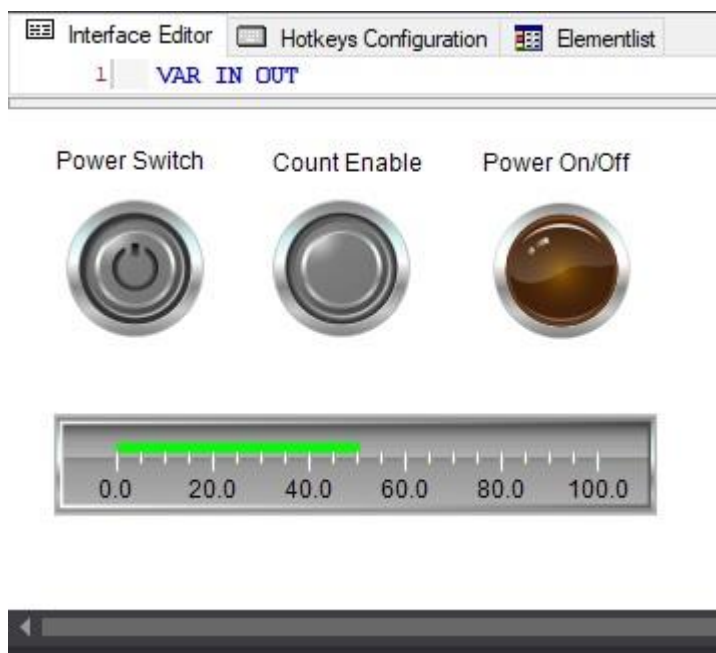 Interface Editor Hotkeys Configuration Elementlist
1 VAR IN OUT
Power Switch Count Enable Power On/Off
0.0 20.0 40.0 60.0 80.0 100.0